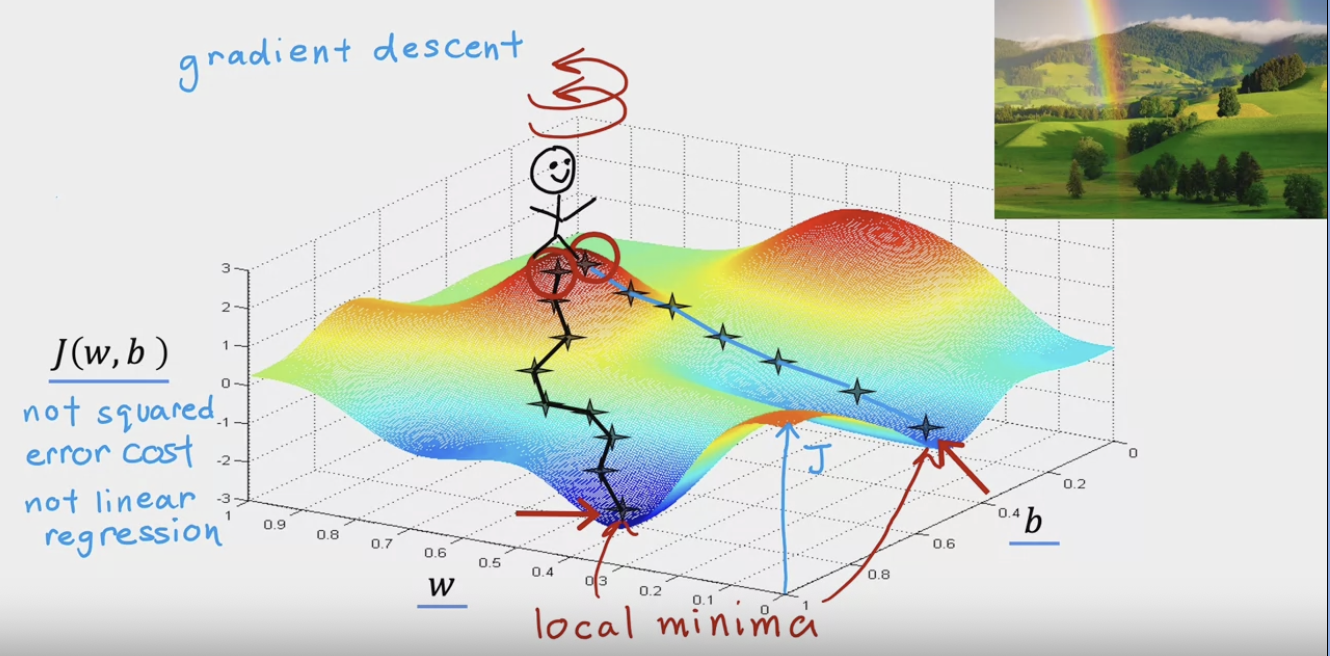 gradient descent
3
2
1
0
-1
-2
-3
J(w, b)
not squared
error cost
not linear
regression
J
1
0.9
0.8
0.7
0.6
0.5
0.4
0.3
0.2
0.1
0
w
0
0.2
0.4
0.6
0.8
1
b
local minima